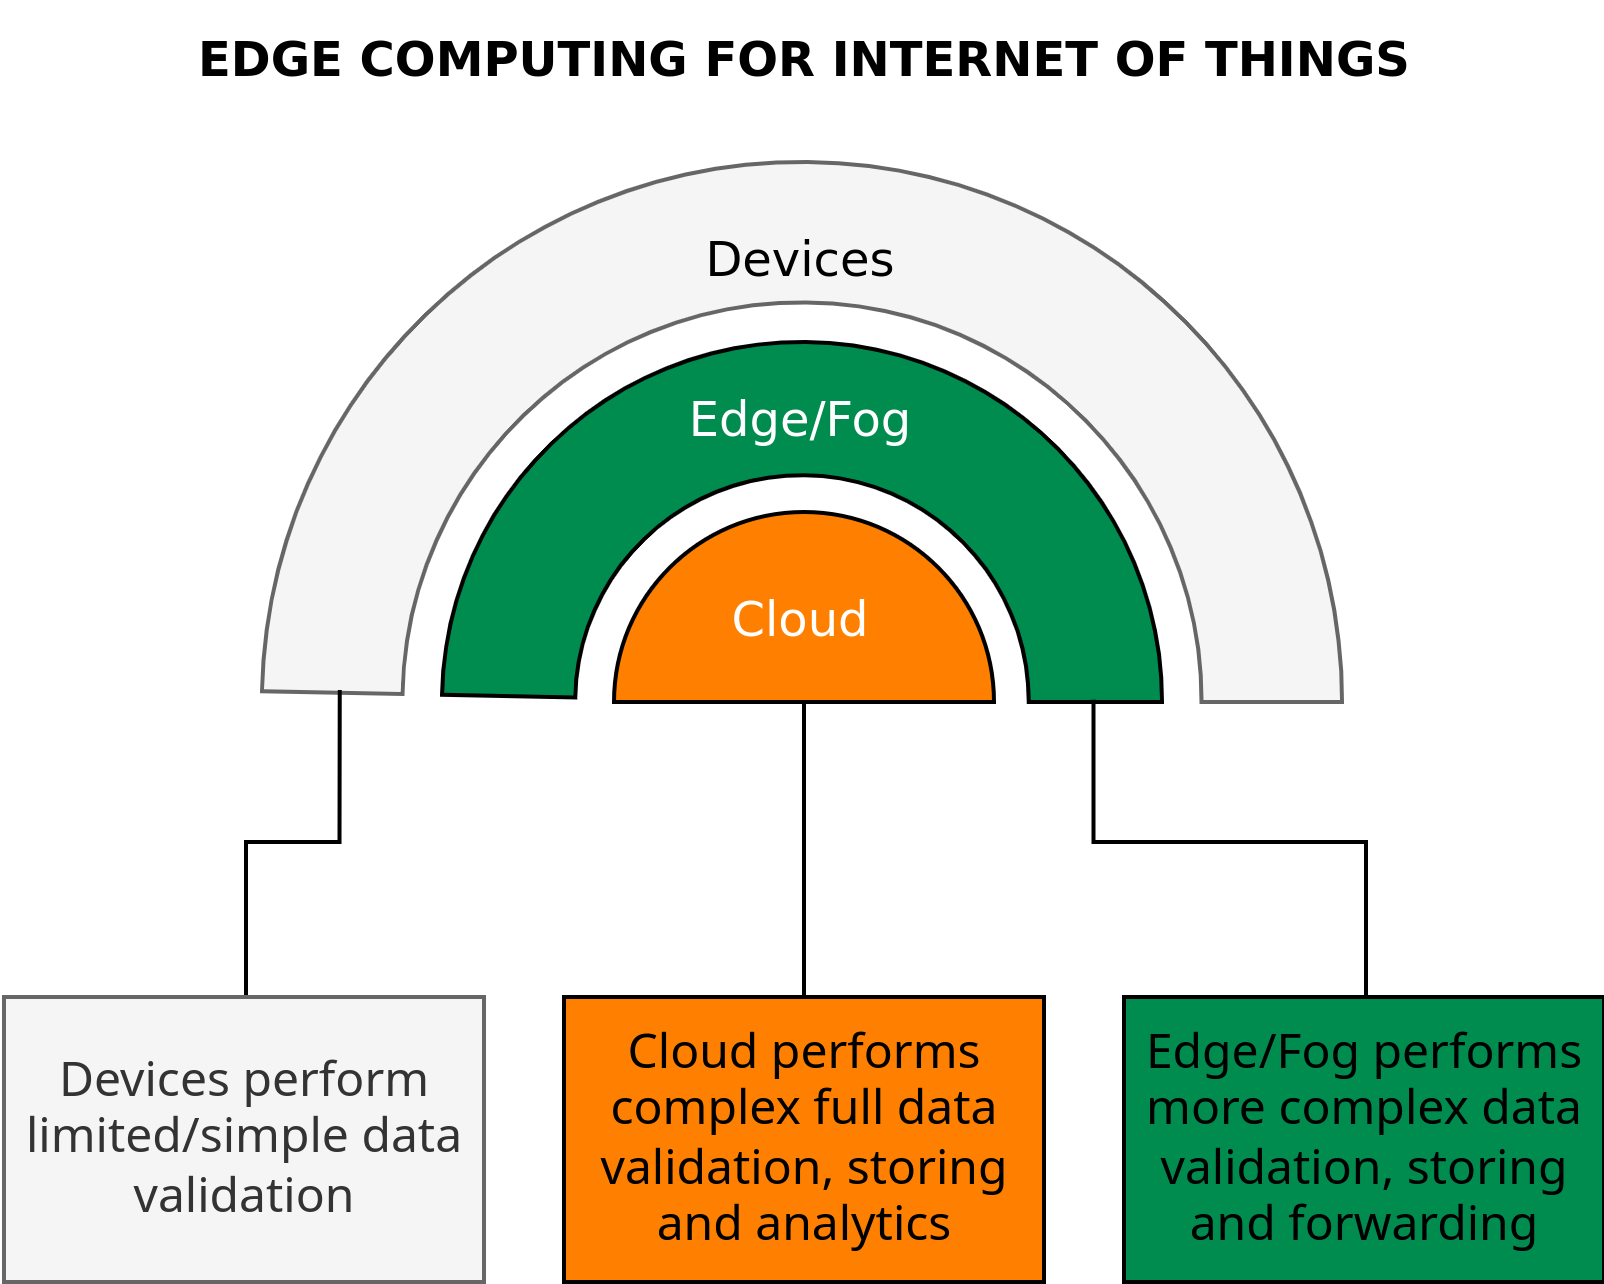 EDGE COMPUTING FOR INTERNET OF THINGS
Devices
Edge/Fog
Cloud
Devices perform
limited/simple data
validation
Cloud performs
complex full data
validation, storing
and analytics
Edge/Fog performs
more complex data
validation, storing
and forwarding